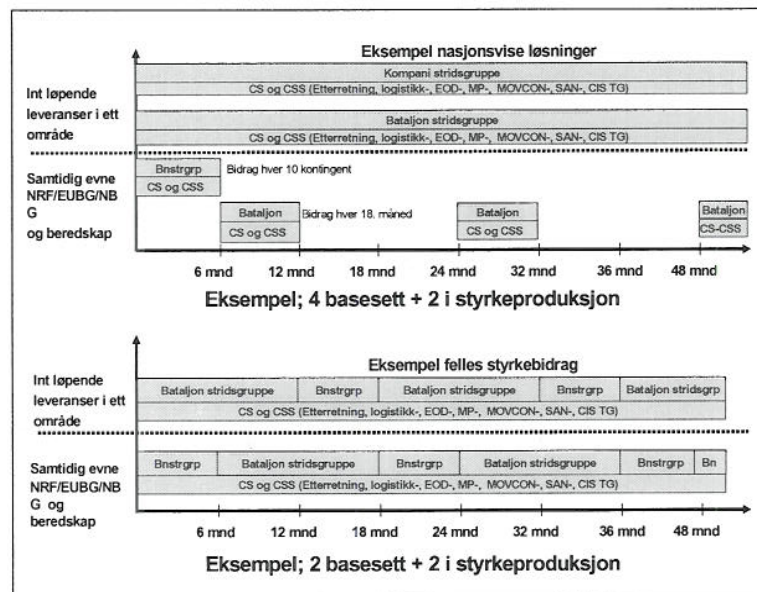 Eksempel nasjonsvise løsninger
Int løpende
leveranser i ett
område
Kompani stridsgruppe
CS og CSS (Etterretning, logistikk-, EOD-, MP-, MOVCON-, SAN-, CIS TG)
Bataljon stridsgruppe
CS og CSS (Etterretning, logistikk-, EOD-, MP-, MOVCON-, SAN-, CIS TG)
Samtidig evne
NRF/EUBG/NB
G
og beredskap
Bnstrgrp
CS og CSS
Bidrag hver 10 kontingent
Bataljon
CS og CSS
Bidrag hver 18. måned
Bataljon
CS og CSS
Bataljon
CS-CSS
6 mnd 12 mnd 18 mnd 24 mnd 32 mnd 36 mnd 48 mnd
Eksempel; 4 basesett + 2 i styrkeproduksjon
Eksempel felles styrkebidrag
Int løpende
leveranser i ett
område
Bataljon stridsgruppe Bnstrgrp Bataljon stridsgruppe Bnstrgrp Bataljon stridsgrp
CS og CSS (Etterretning, logistikk-, EOD-, MP-, MOVCON-, SAN-, CIS TG)
Samtidig evne
NRF/EUBG/NB
G og
beredskap
Bnstrgrp Bataljon stridsgruppe Bnstrgrp Bataljon stridsgruppe Bnstrgrp Bn
CS og CSS (Etterretning, logistikk-, EOD-, MP-, MOVCON-, SAN-, CIS TG)
6 mnd 12 mnd 18 mnd 24 mnd 32 mnd 36 mnd 48 mnd
Eksempel; 2 basesett + 2 i styrkeproduksjon